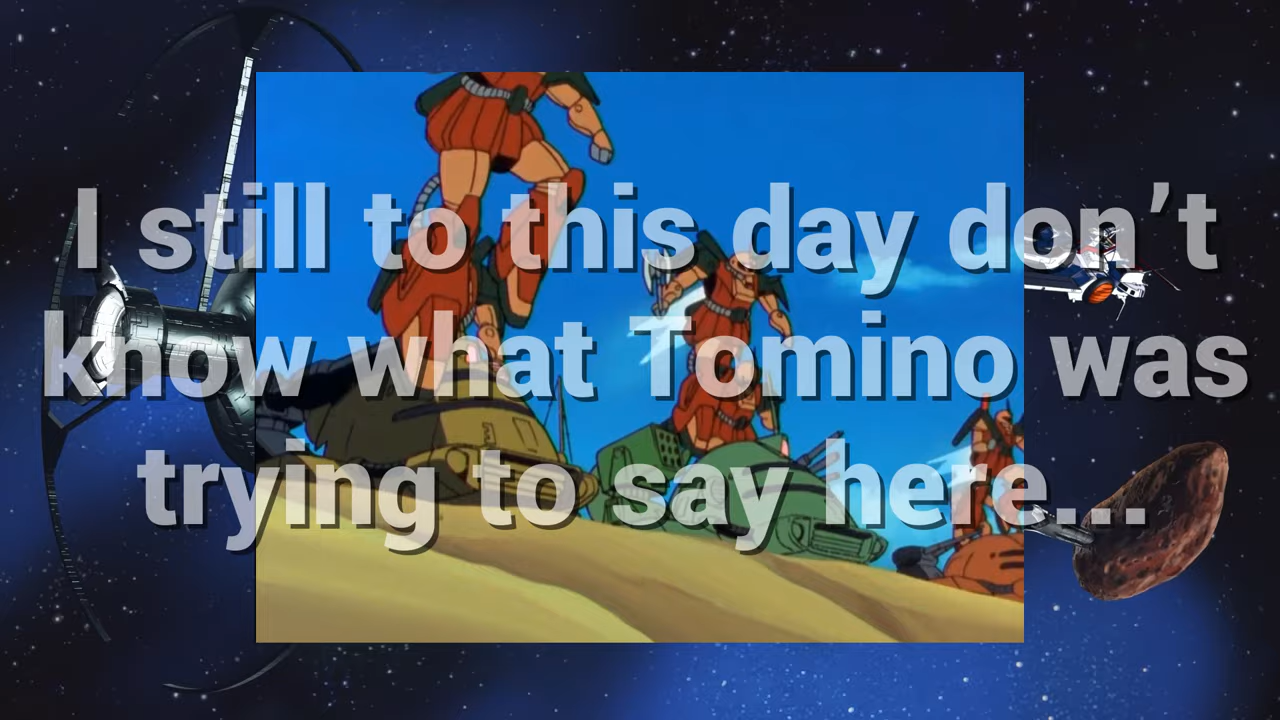 I still to this day don’t
know what Tomino was
trying to say here...